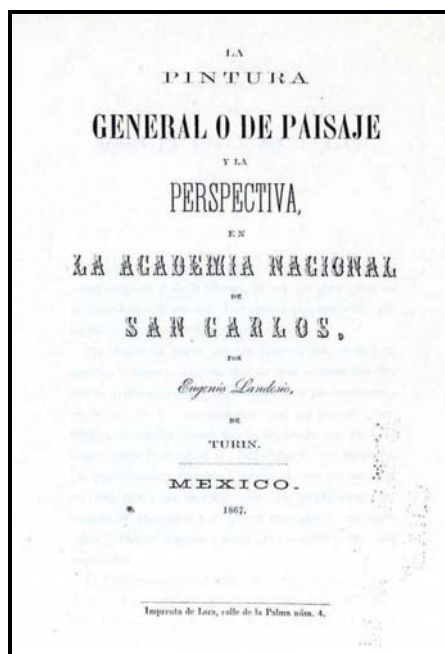 LA
PINTURA
GENERAL O DE PAISAJE
Y LA
PERSPECTIVA,
EN
LA ACADEMIA NACIONAL
DE
SAN CARLOS,
POR
Eugenio Landesio,
DE
TURIN.
MEXICO.
1867.
Imprenta de Lara, calle de la Palma núm. 4.